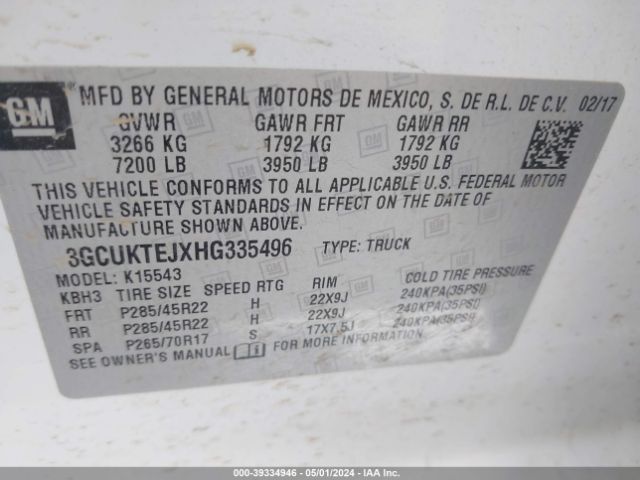 GM
MFD BY GENERAL MOTORS DE MEXICO, S. DE R.L. DE C.V. 02/17
GVWR GAWR FRT GAWR RR
3266 KG 1792 KG 1792 KG
7200 LB 3950 LB 3950 LB
THIS VEHICLE CONFORMS TO ALL APPLICABLE U.S. FEDERAL MOTOR
VEHICLE SAFETY STANDARDS IN EFFECT ON THE DATE OF
MANUFACTURE SHOWN ABOVE.
3GCUKTEJXHG335496 TYPE: TRUCK
MODEL: K15543
KBH3 TIRE SIZE SPEED RTG RIM COLD TIRE PRESSURE
FRT P285/45R22 H 22X9J 240KPA(35PSI)
RR P285/45R22 H 22X9J 240KPA(35PSI)
SPA P265/70R17 S 17X7.5J 240KPA(35PSI)
SEE OWNER'S MANUAL FOR MORE INFORMATION
000-39334946 - 05/01/2024 - IAA Inc.